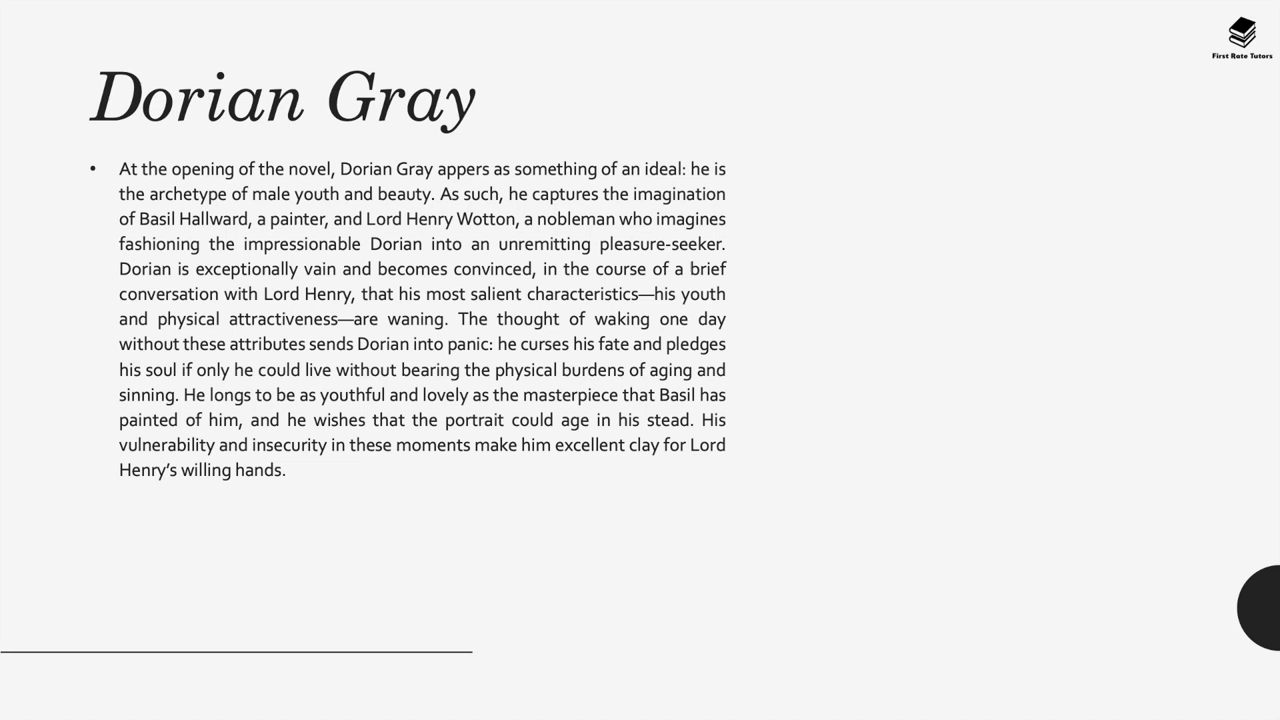 First Rate Tutors
Dorian Gray
• At the opening of the novel, Dorian Gray appers as something of an ideal: he is
the archetype of male youth and beauty. As such, he captures the imagination
of Basil Hallward, a painter, and Lord Henry Wotton, a nobleman who imagines
fashioning the impressionable Dorian into an unremitting pleasure-seeker.
Dorian is exceptionally vain and becomes convinced, in the course of a brief
conversation with Lord Henry, that his most salient characteristics—his youth
and physical attractiveness—are waning. The thought of waking one day
without these attributes sends Dorian into panic: he curses his fate and pledges
his soul if only he could live without bearing the physical burdens of aging and
sinning. He longs to be as youthful and lovely as the masterpiece that Basil has
painted of him, and he wishes that the portrait could age in his stead. His
vulnerability and insecurity in these moments make him excellent clay for Lord
Henry’s willing hands.